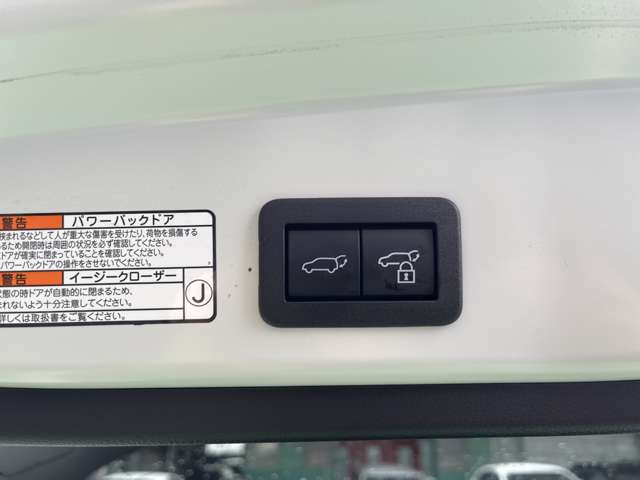 警告 パワーバックドア
挟まれるなどして人が重大な傷害を受けたり、荷物を損傷する
るため開閉時は周囲の状況を必ず確認してください。
ドアが確実に閉まっていることを確認してください。
パワーバックドアの操作をさせないでください。
警告 イージークローザー
状態の時ドアが自動的に閉まるため、
まれないよう十分注意してください。
詳しくは取扱書をご覧ください。
J